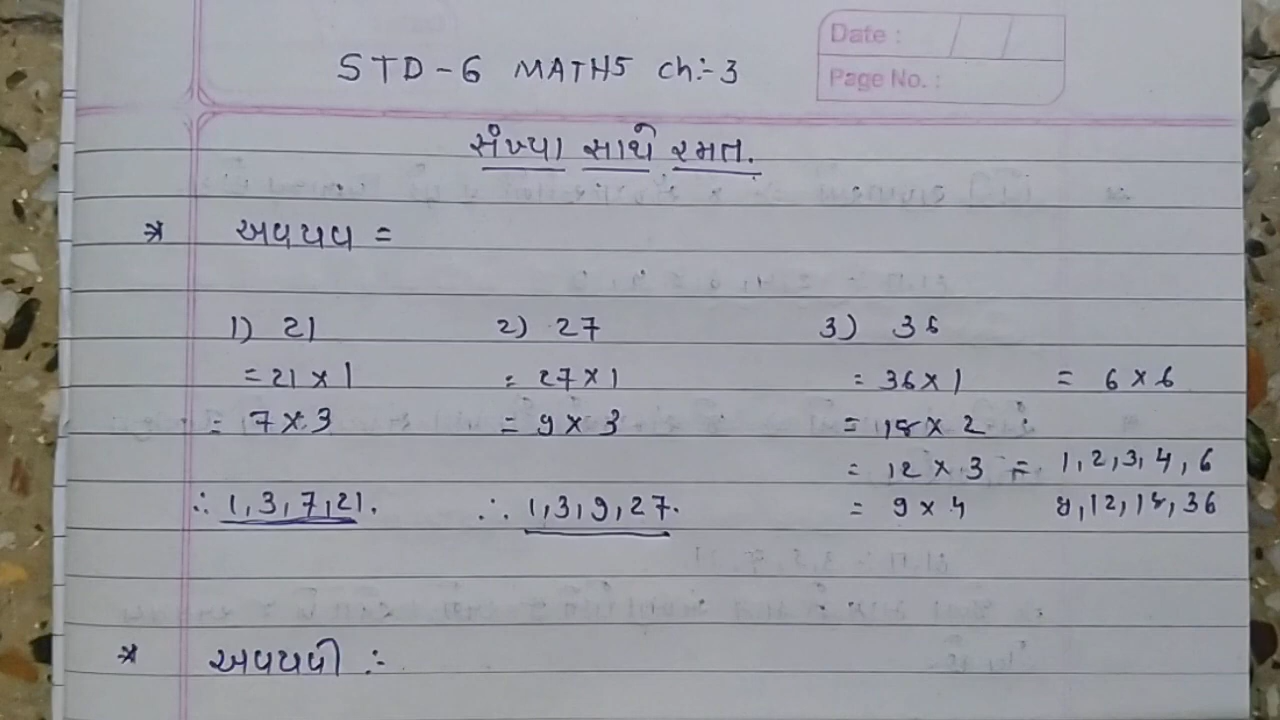 Date :
STD-6 MATHS ch:-3
Page No. :
સંખ્યા સાથે રમત.
* અવયવ =
1) 21 2) 27 3) 36
= 21 x 1 = 27 x 1 = 36 x 1 = 6 x 6
= 7 x 3 = 9 x 3 = 18 x 2
= 12 x 3 = 1, 2, 3, 4, 6
∴ 1, 3, 7, 21. ∴ 1, 3, 9, 27. = 9 x 4 9, 12, 18, 36
* અવયવી :-